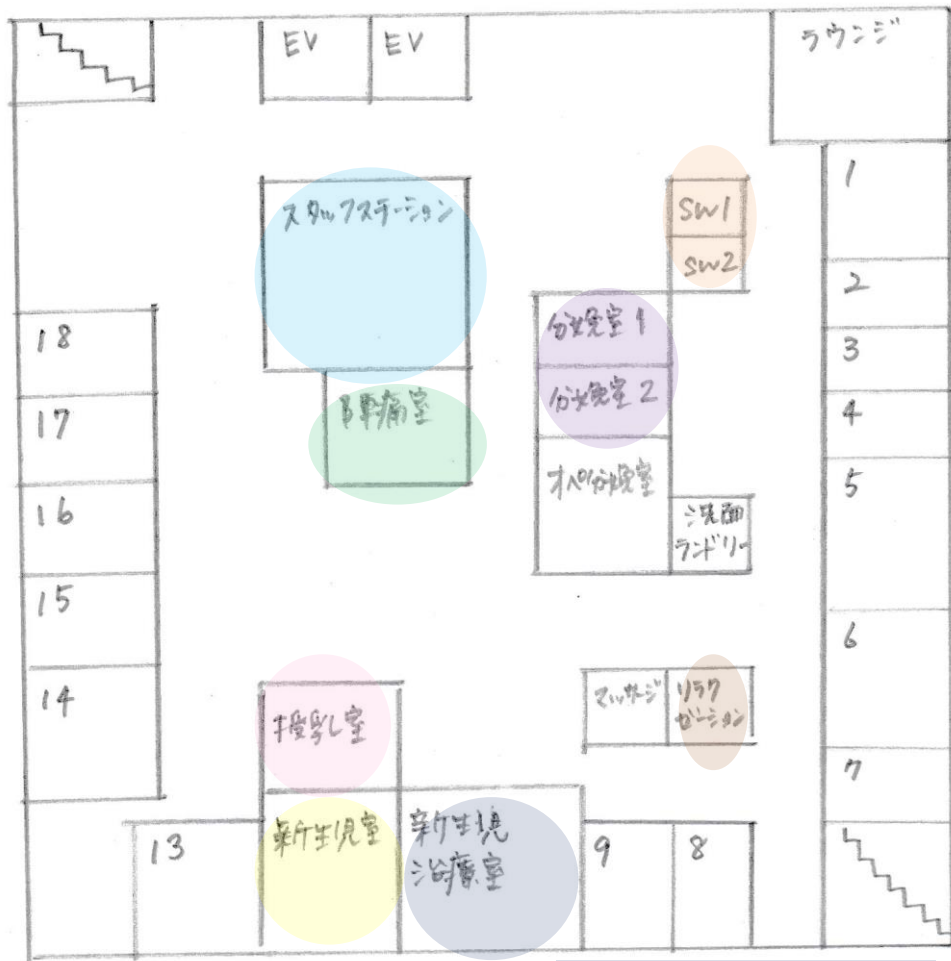 EV
EV
ラウンジ
スタッフステーション
SW1
SW2
1
2
3
4
5
6
7
分娩室1
分娩室2
オペ分娩室
洗面
ランドリー
陣痛室
18
17
16
15
14
授乳室
マッサージ
リラク
ゼーション
13
新生児室
新生児
治療室
9
8